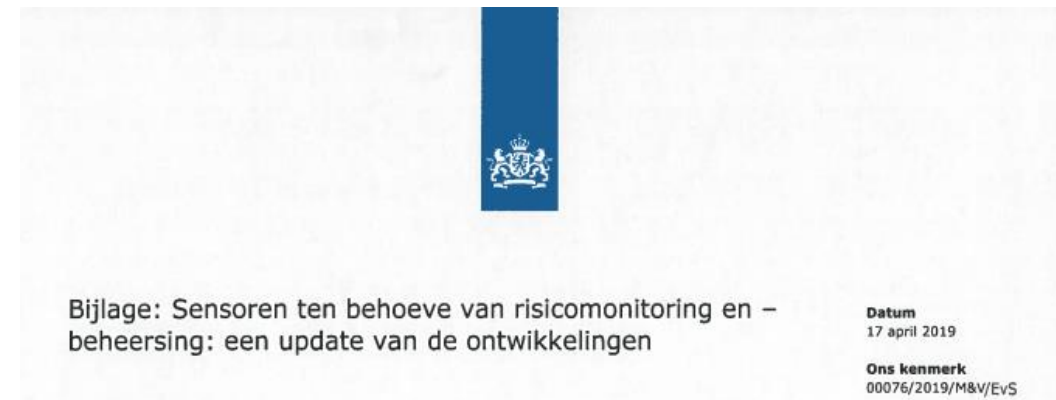 Bijlage: Sensoren ten behoeve van risicomonitoring en –
beheersing: een update van de ontwikkelingen
Datum
17 april 2019
Ons kenmerk
00076/2019/M&V/EvS